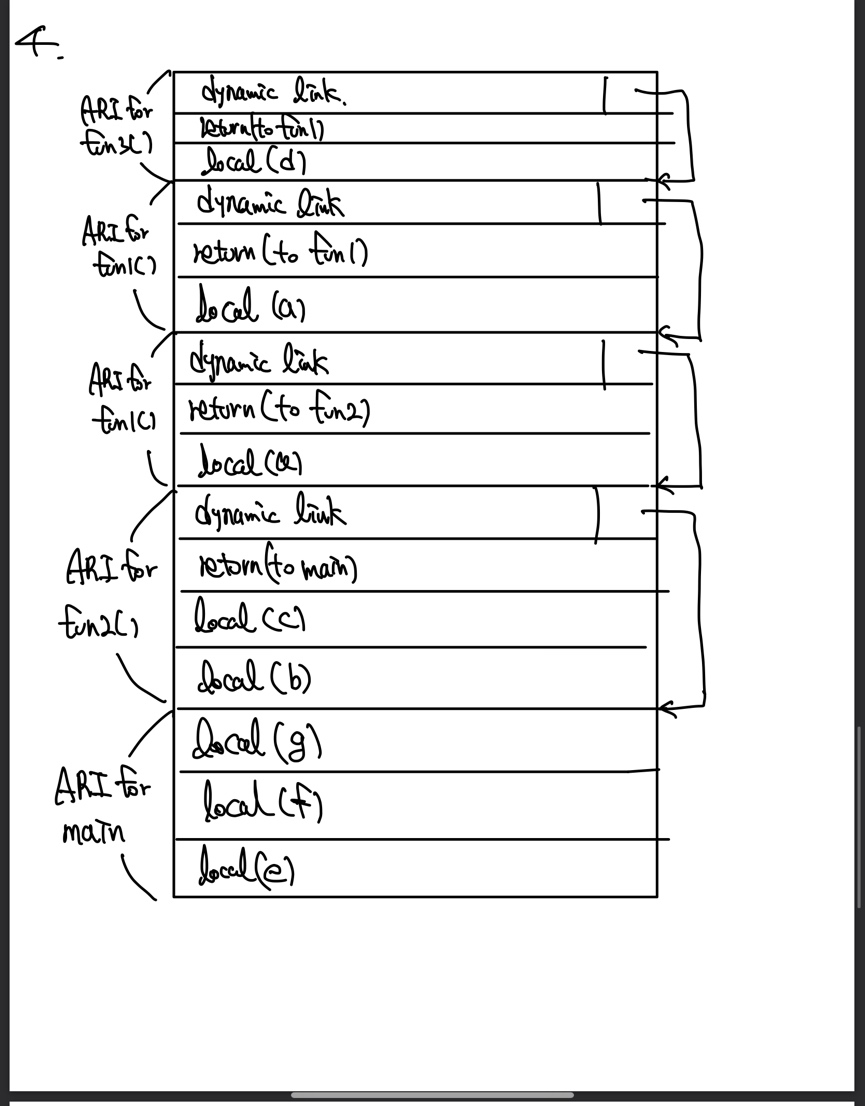 4.
ARI for
fun3()
dynamic link.
return(to fun1)
local(d)
ARI for
fun1()
dynamic link
return(to fun1)
local(a)
ARI for
fun1()
dynamic link
return(to fun2)
local(a)
ARI for
fun2()
dynamic link
return(to main)
local(c)
local(b)
ARI for
main
local(g)
local(f)
local(e)